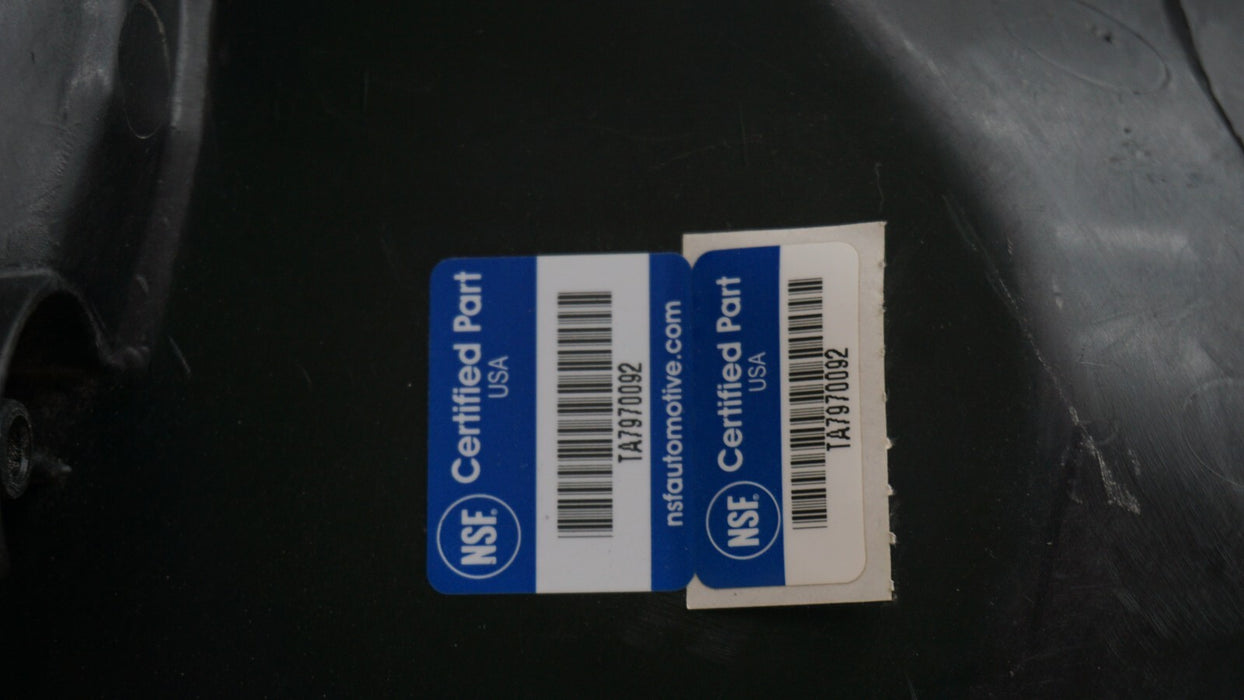 NSF® Certified Part
USA
TA7970092
nsfautomotive.com
NSF® Certified Part
USA
TA7970092